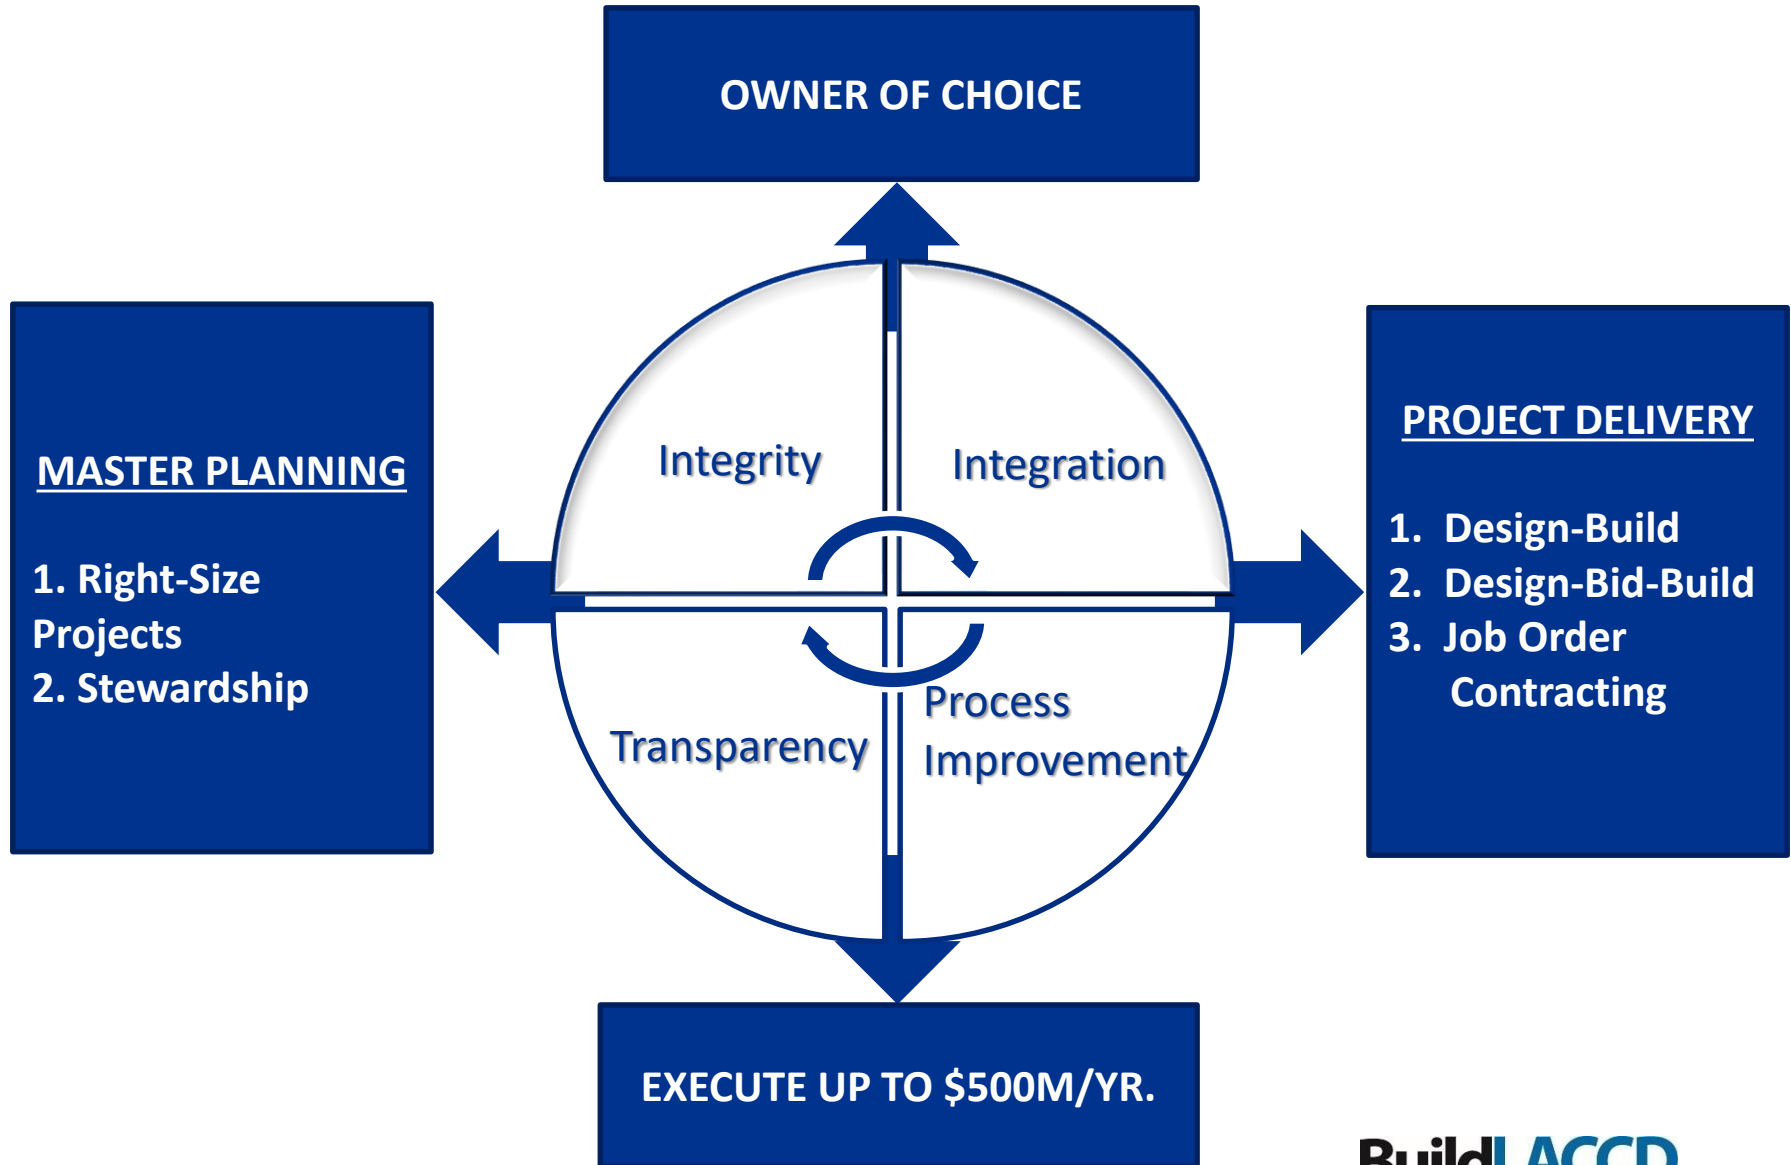 OWNER OF CHOICE
MASTER PLANNING
1. Right-Size
Projects
2. Stewardship
Integrity
Integration
Transparency
Process
Improvement
PROJECT DELIVERY
1. Design-Build
2. Design-Bid-Build
3. Job Order
Contracting
EXECUTE UP TO $500M/YR.
BuildLACCD